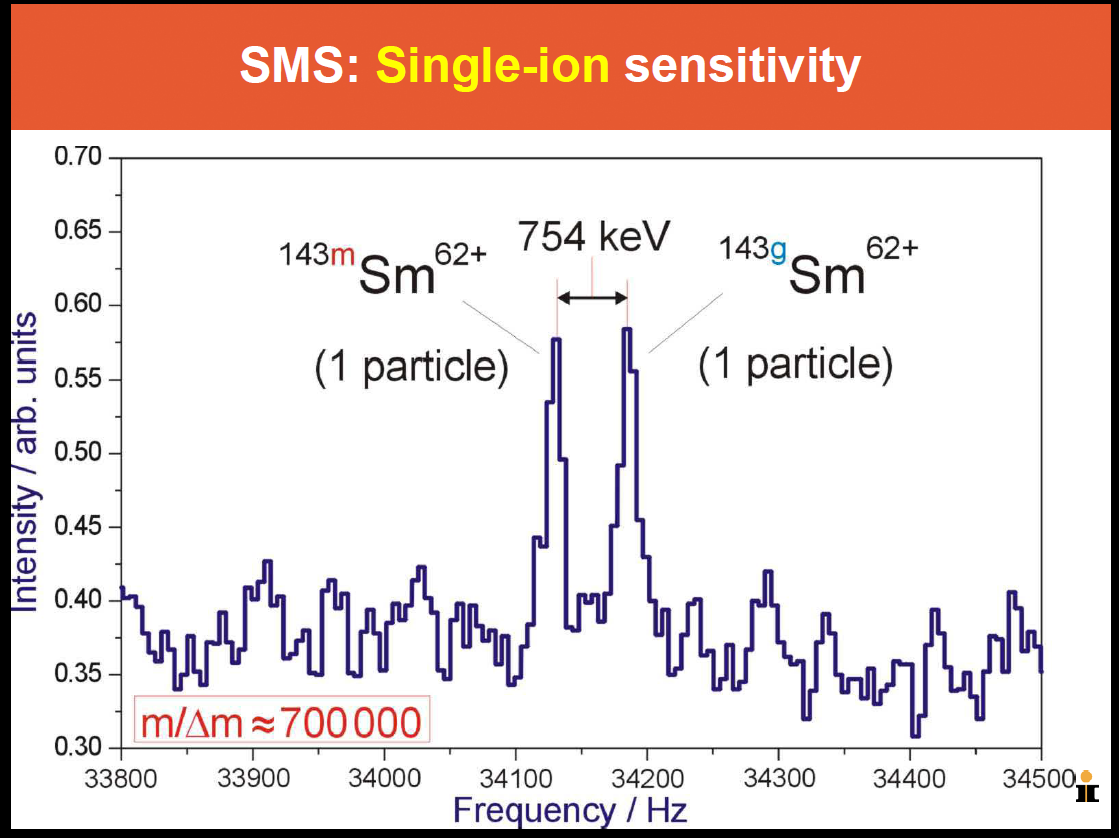 SMS: Single-ion sensitivity
0.70
0.65
0.60
0.55
0.50
0.45
0.40
0.35
0.30
Intensity / arb. units
143mSm62+
754 keV
143gSm62+
(1 particle)
(1 particle)
m/Δm ≈ 700 000
33800 33900 34000 34100 34200 34300 34400 34500
Frequency / Hz